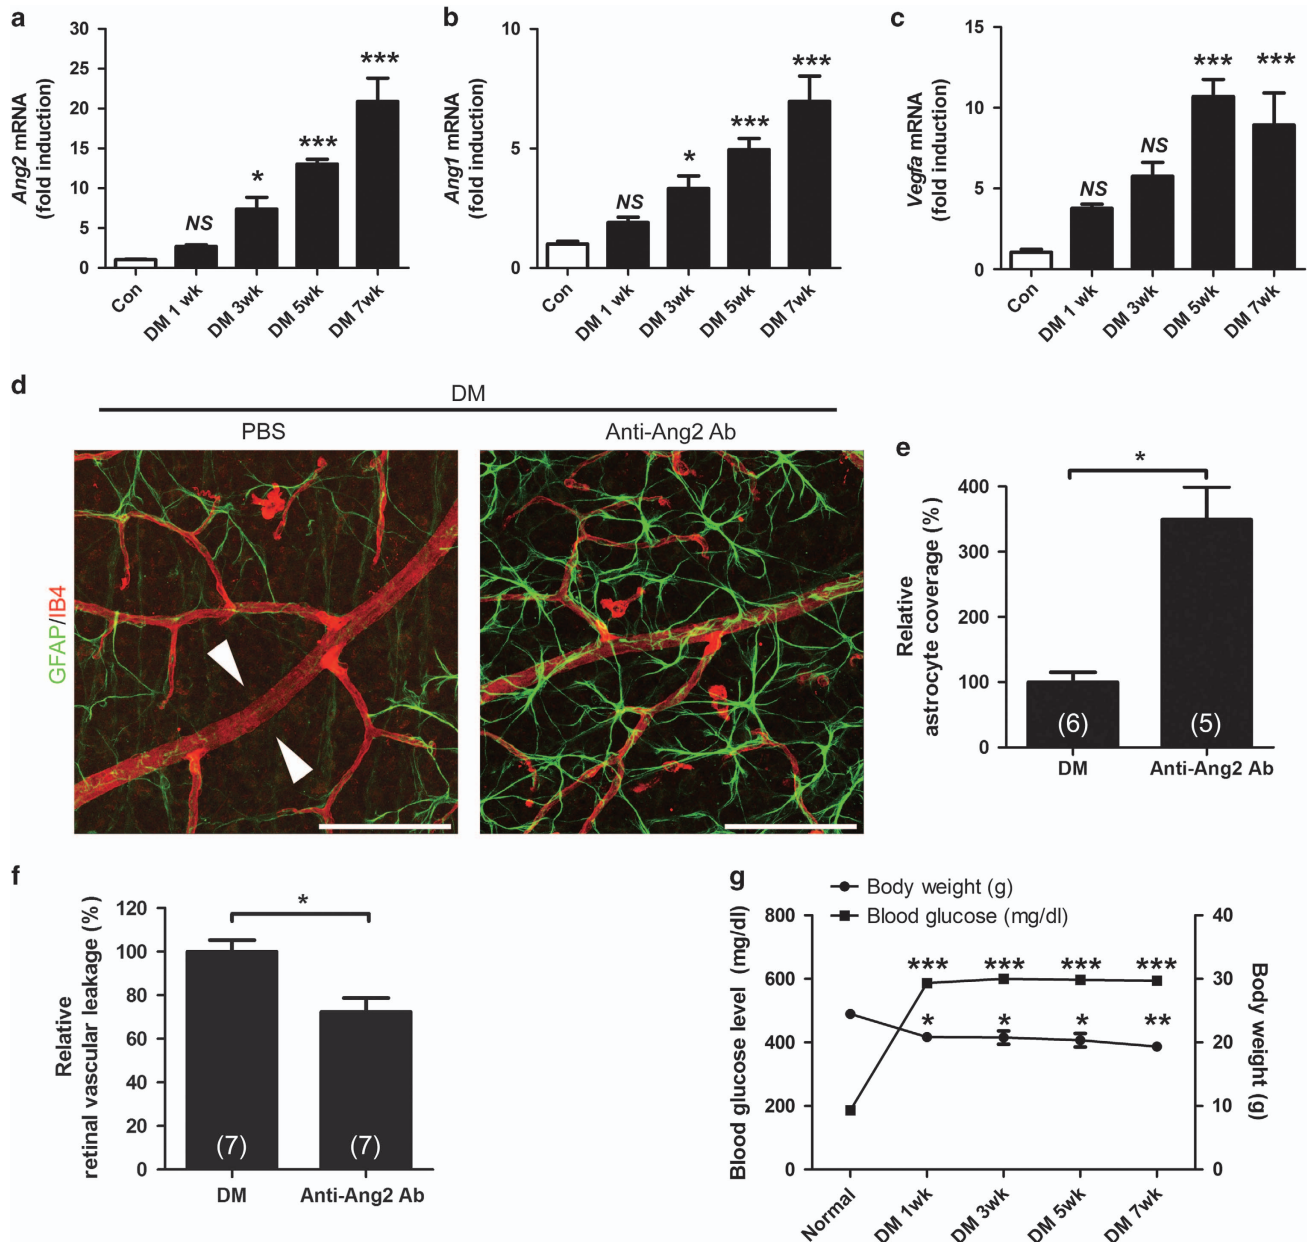 a
Ang2 mRNA
(fold induction)
30
25
20
15
10
5
0
NS
*
***
***
Con
DM 1 wk
DM 3wk
DM 5wk
DM 7wk
b
Ang1 mRNA
(fold induction)
10
5
0
NS
*
***
***
Con
DM 1 wk
DM 3wk
DM 5wk
DM 7wk
c
Vegfa mRNA
(fold induction)
15
10
5
0
NS
NS
***
***
Con
DM 1 wk
DM 3wk
DM 5wk
DM 7wk
d
DM
PBS
Anti-Ang2 Ab
GFAP/IB4
e
Relative
astrocyte coverage (%)
400
300
200
100
0
*
(6)
(5)
DM
Anti-Ang2 Ab
f
Relative
retinal vascular leakage (%)
120
100
80
60
40
20
0
*
(7)
(7)
DM
Anti-Ang2 Ab
g
Body weight (g)
Blood glucose (mg/dl)
Blood glucose level (mg/dl)
800
600
400
200
0
***
***
***
***
*
*
*
**
40
30
20
10
0
Body weight (g)
Normal
DM 1wk
DM 3wk
DM 5wk
DM 7wk